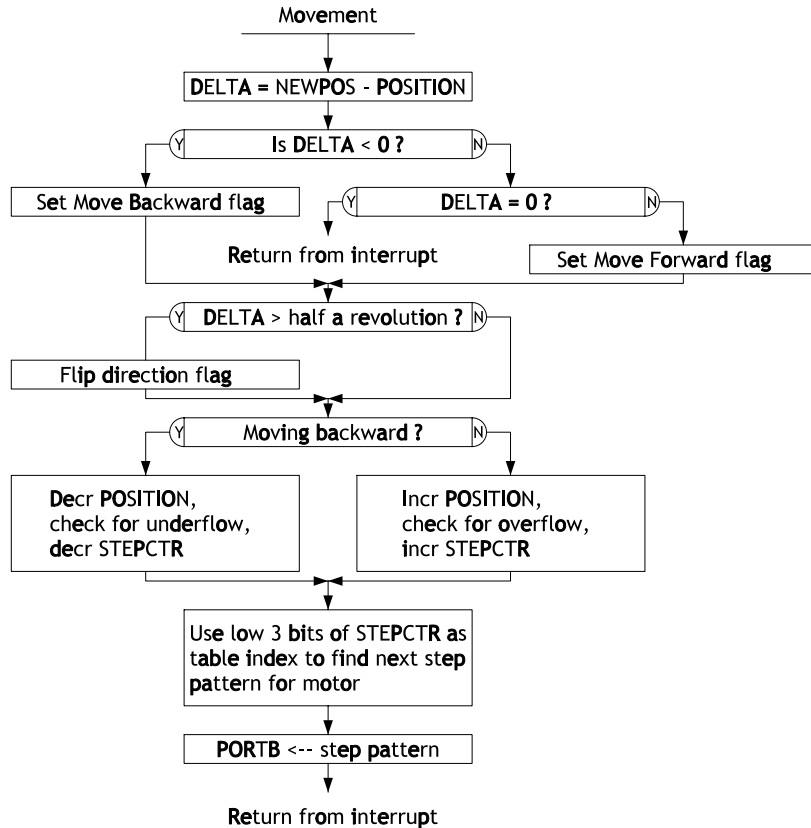 Movement
DELTA = NEWPOS - POSITION
Y Is DELTA < 0 ? N
Set Move Backward flag
Y DELTA = 0 ? N
Return from interrupt
Set Move Forward flag
Y DELTA > half a revolution ? N
Flip direction flag
Y Moving backward ? N
Decr POSITION,
check for underflow,
decr STEPCTR
Incr POSITION,
check for overflow,
incr STEPCTR
Use low 3 bits of STEPCTR as
table index to find next step
pattern for motor
PORTB <-- step pattern
Return from interrupt